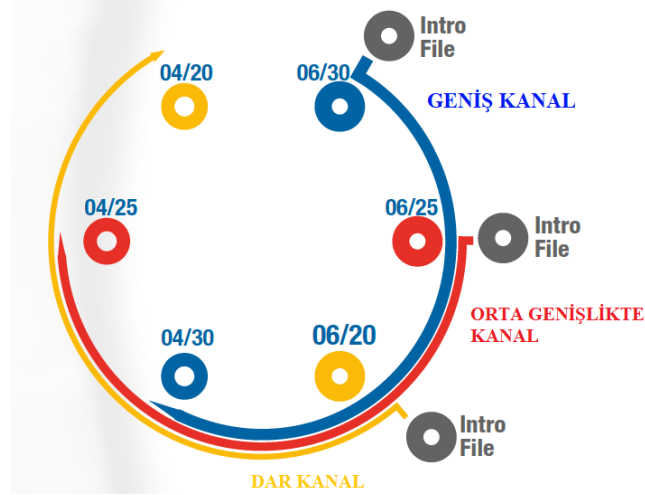 Intro
File
04/20
06/30
GENİŞ KANAL
04/25
06/25
Intro
File
ORTA GENİŞLİKTE
KANAL
04/30
06/20
Intro
File
DAR KANAL